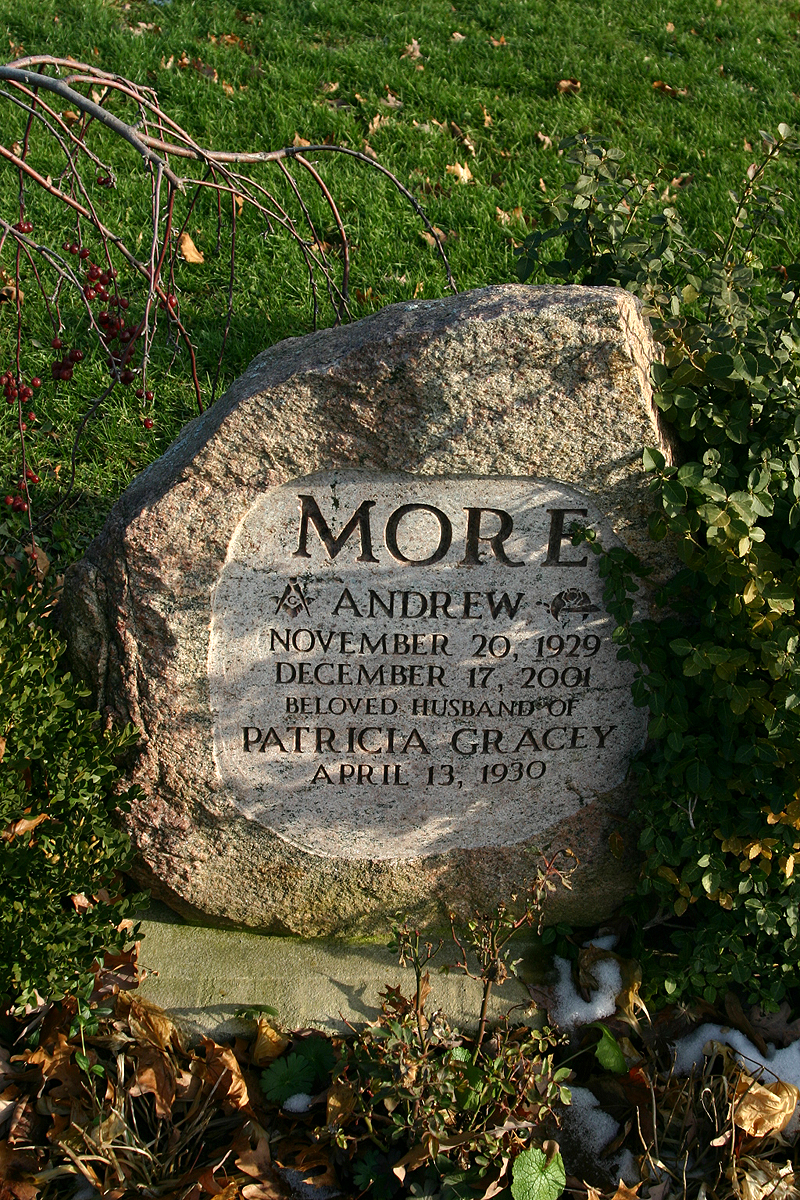 MORE
ANDREW
NOVEMBER 20, 1929
DECEMBER 17, 2001
BELOVED HUSBAND OF
PATRICIA GRACEY
APRIL 13, 1930